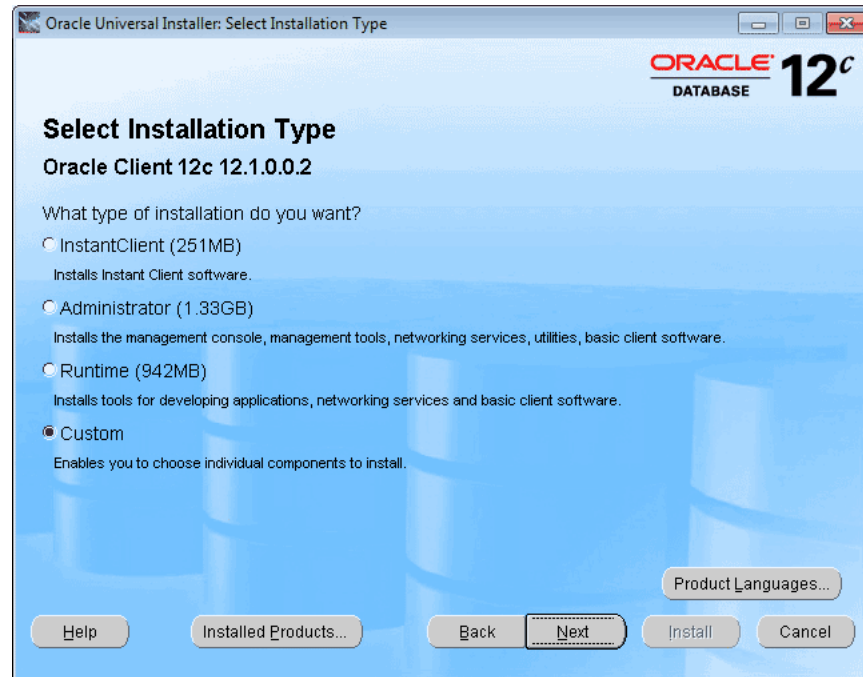 Oracle Universal Installer: Select Installation Type
ORACLE
DATABASE
12c
Select Installation Type
Oracle Client 12c 12.1.0.0.2
What type of installation do you want?
InstantClient (251MB)
Installs Instant Client software.
Administrator (1.33GB)
Installs the management console, management tools, networking services, utilities, basic client software.
Runtime (942MB)
Installs tools for developing applications, networking services and basic client software.
Custom
Enables you to choose individual components to install.
Product Languages...
Help Installed Products... Back Next Install Cancel